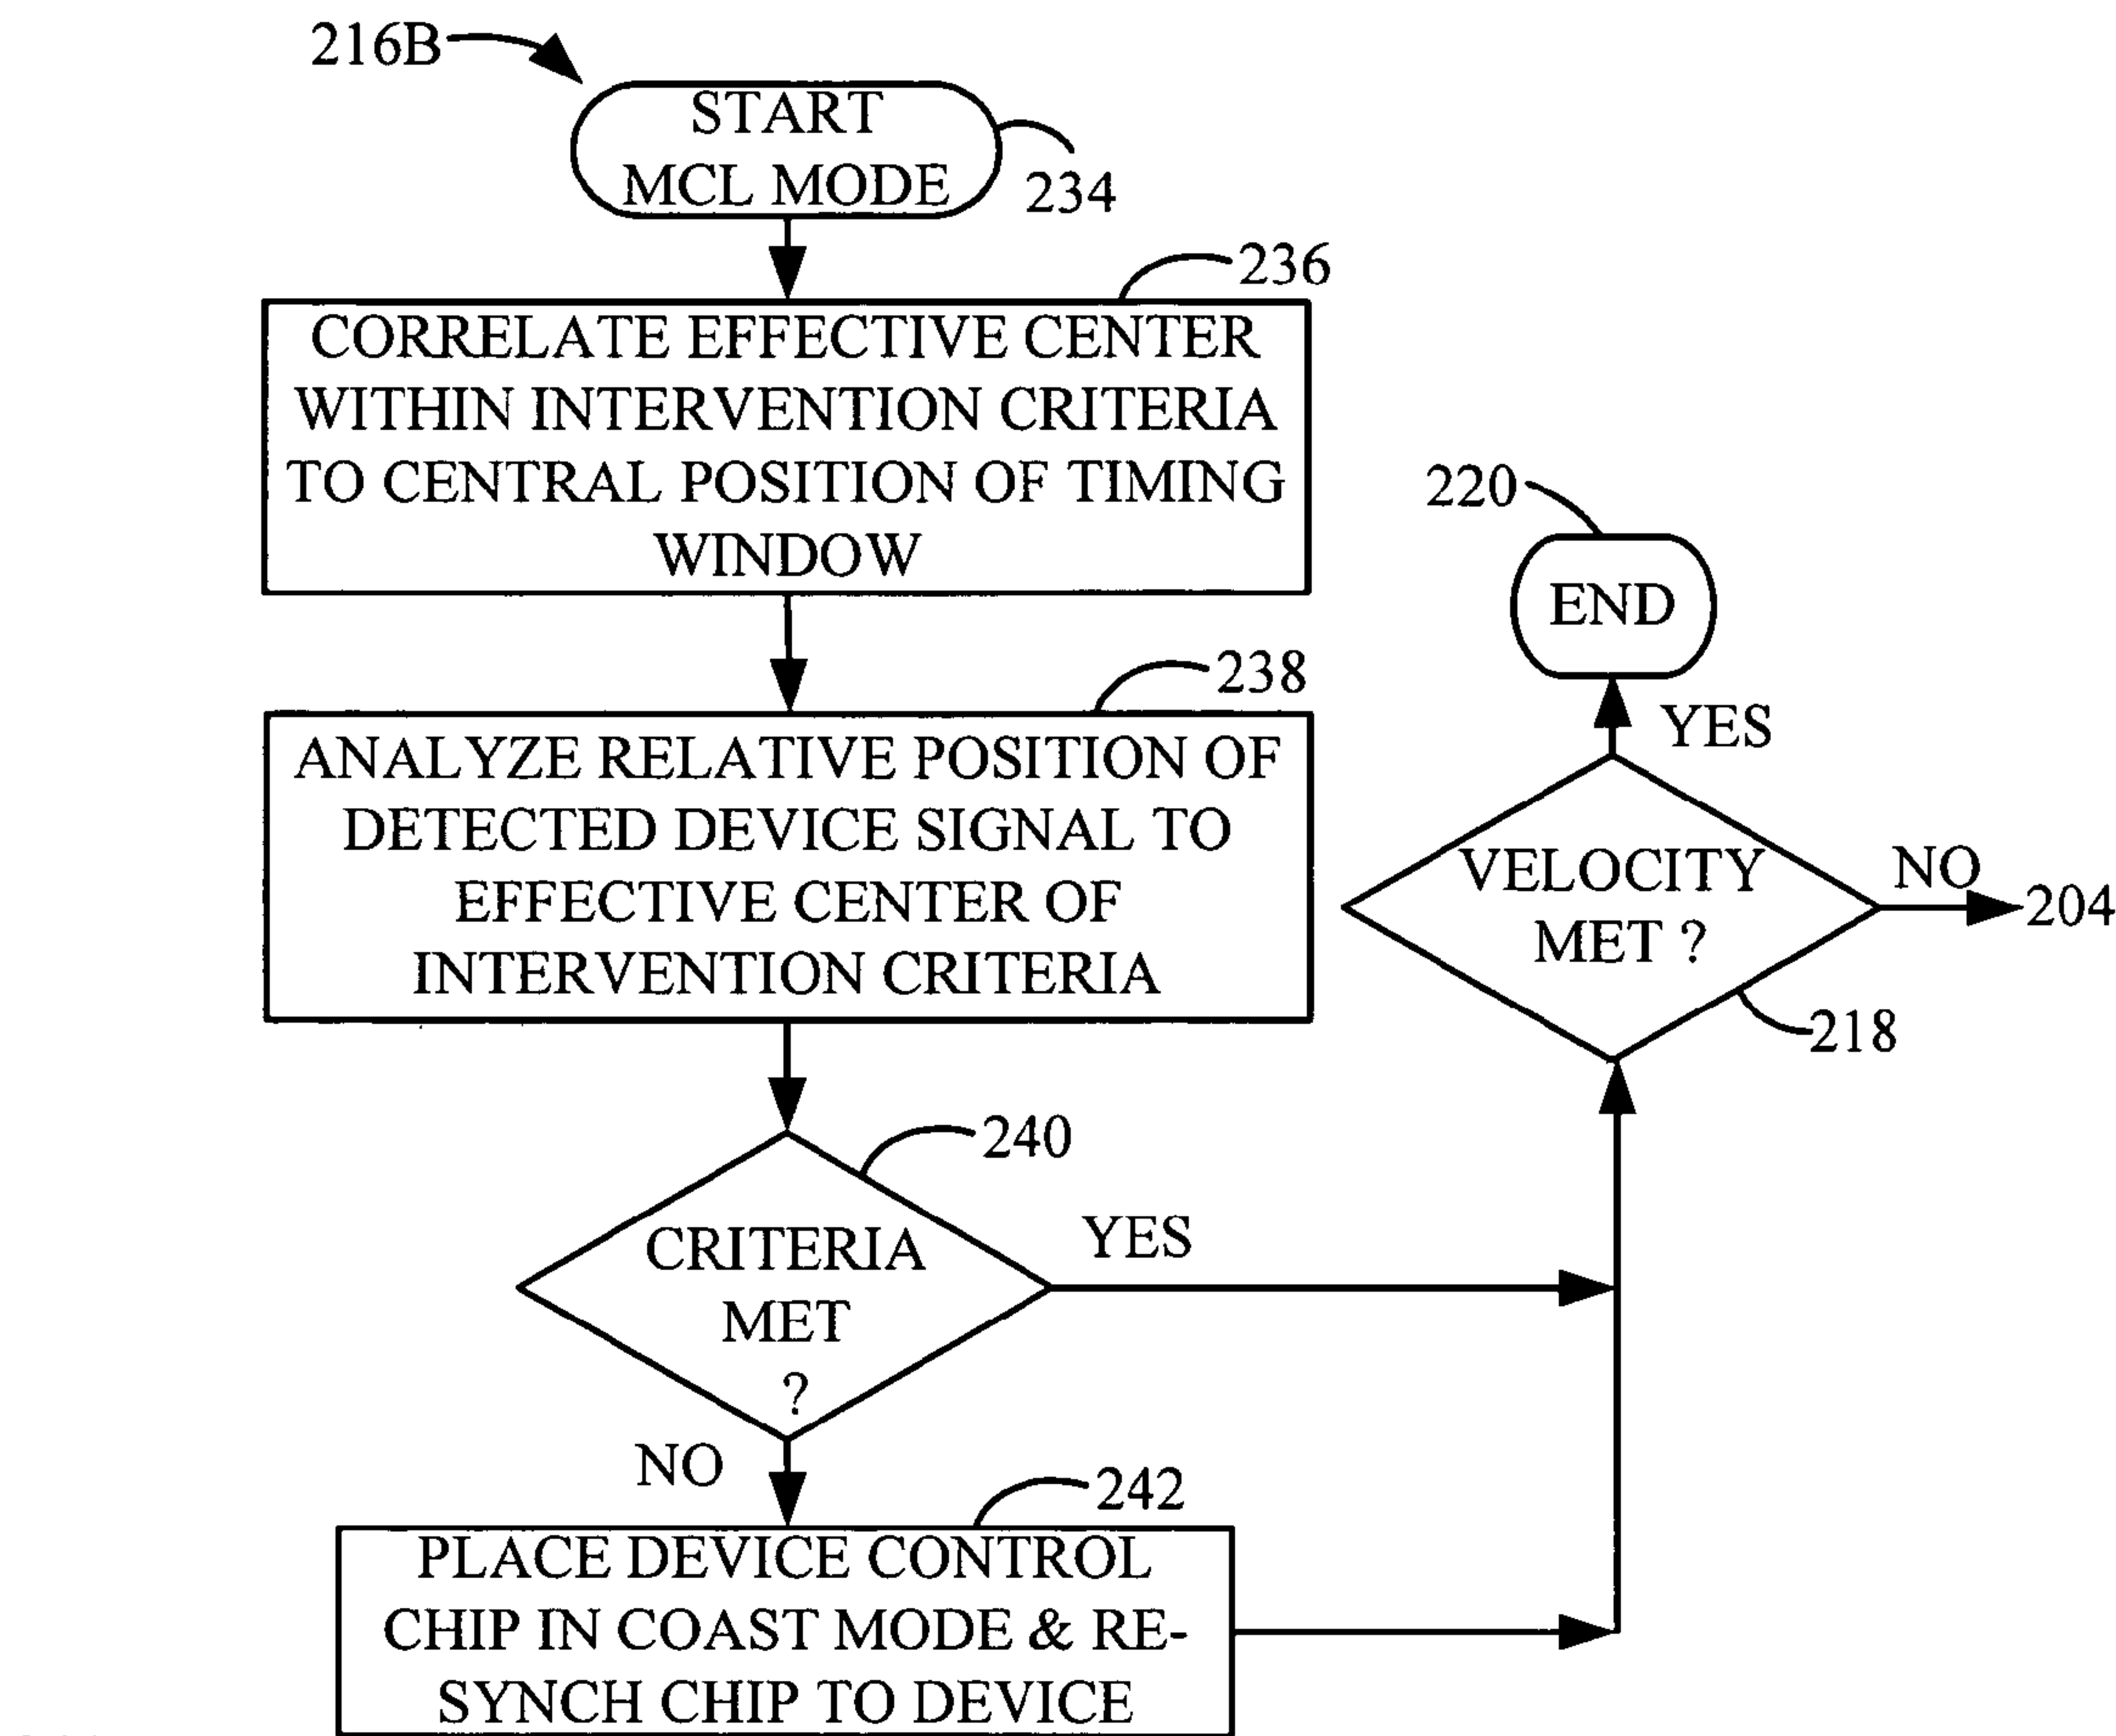 216B
START
MCL MODE
234
236
CORRELATE EFFECTIVE CENTER
WITHIN INTERVENTION CRITERIA
TO CENTRAL POSITION OF TIMING
WINDOW
238
ANALYZE RELATIVE POSITION OF
DETECTED DEVICE SIGNAL TO
EFFECTIVE CENTER OF
INTERVENTION CRITERIA
240
CRITERIA
MET
?
YES
NO
242
PLACE DEVICE CONTROL
CHIP IN COAST MODE & RE-
SYNCH CHIP TO DEVICE
220
END
YES
VELOCITY
MET ?
NO
204
218